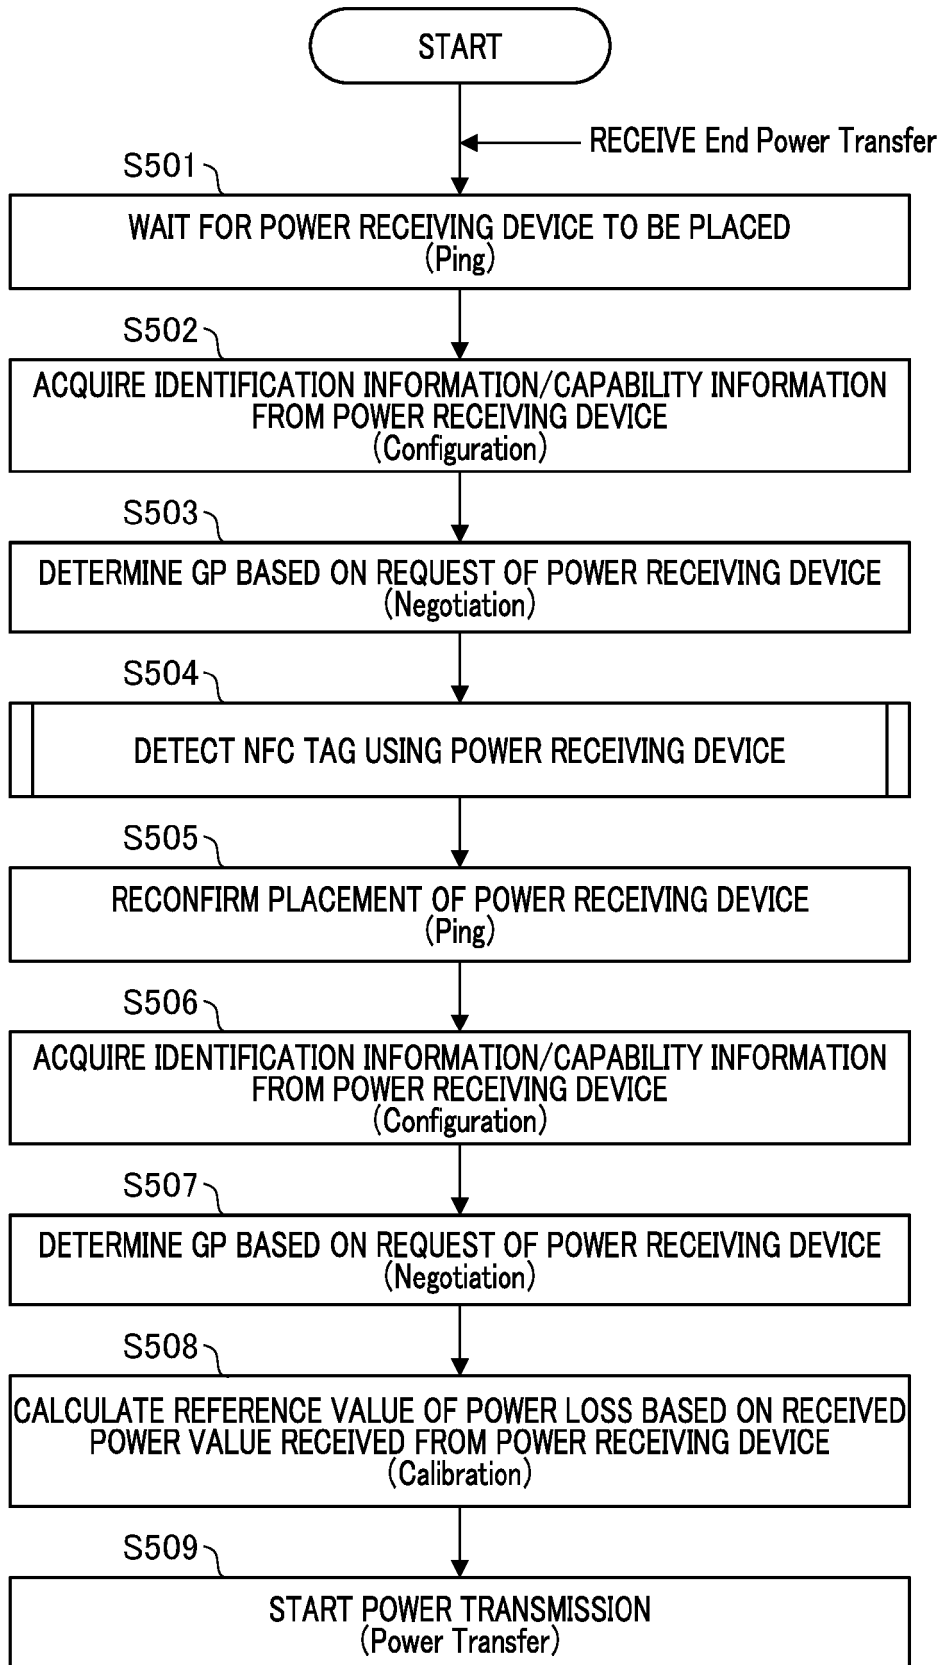 START
RECEIVE End Power Transfer
S501
WAIT FOR POWER RECEIVING DEVICE TO BE PLACED
(Ping)
S502
ACQUIRE IDENTIFICATION INFORMATION/CAPABILITY INFORMATION
FROM POWER RECEIVING DEVICE
(Configuration)
S503
DETERMINE GP BASED ON REQUEST OF POWER RECEIVING DEVICE
(Negotiation)
S504
DETECT NFC TAG USING POWER RECEIVING DEVICE
S505
RECONFIRM PLACEMENT OF POWER RECEIVING DEVICE
(Ping)
S506
ACQUIRE IDENTIFICATION INFORMATION/CAPABILITY INFORMATION
FROM POWER RECEIVING DEVICE
(Configuration)
S507
DETERMINE GP BASED ON REQUEST OF POWER RECEIVING DEVICE
(Negotiation)
S508
CALCULATE REFERENCE VALUE OF POWER LOSS BASED ON RECEIVED
POWER VALUE RECEIVED FROM POWER RECEIVING DEVICE
(Calibration)
S509
START POWER TRANSMISSION
(Power Transfer)